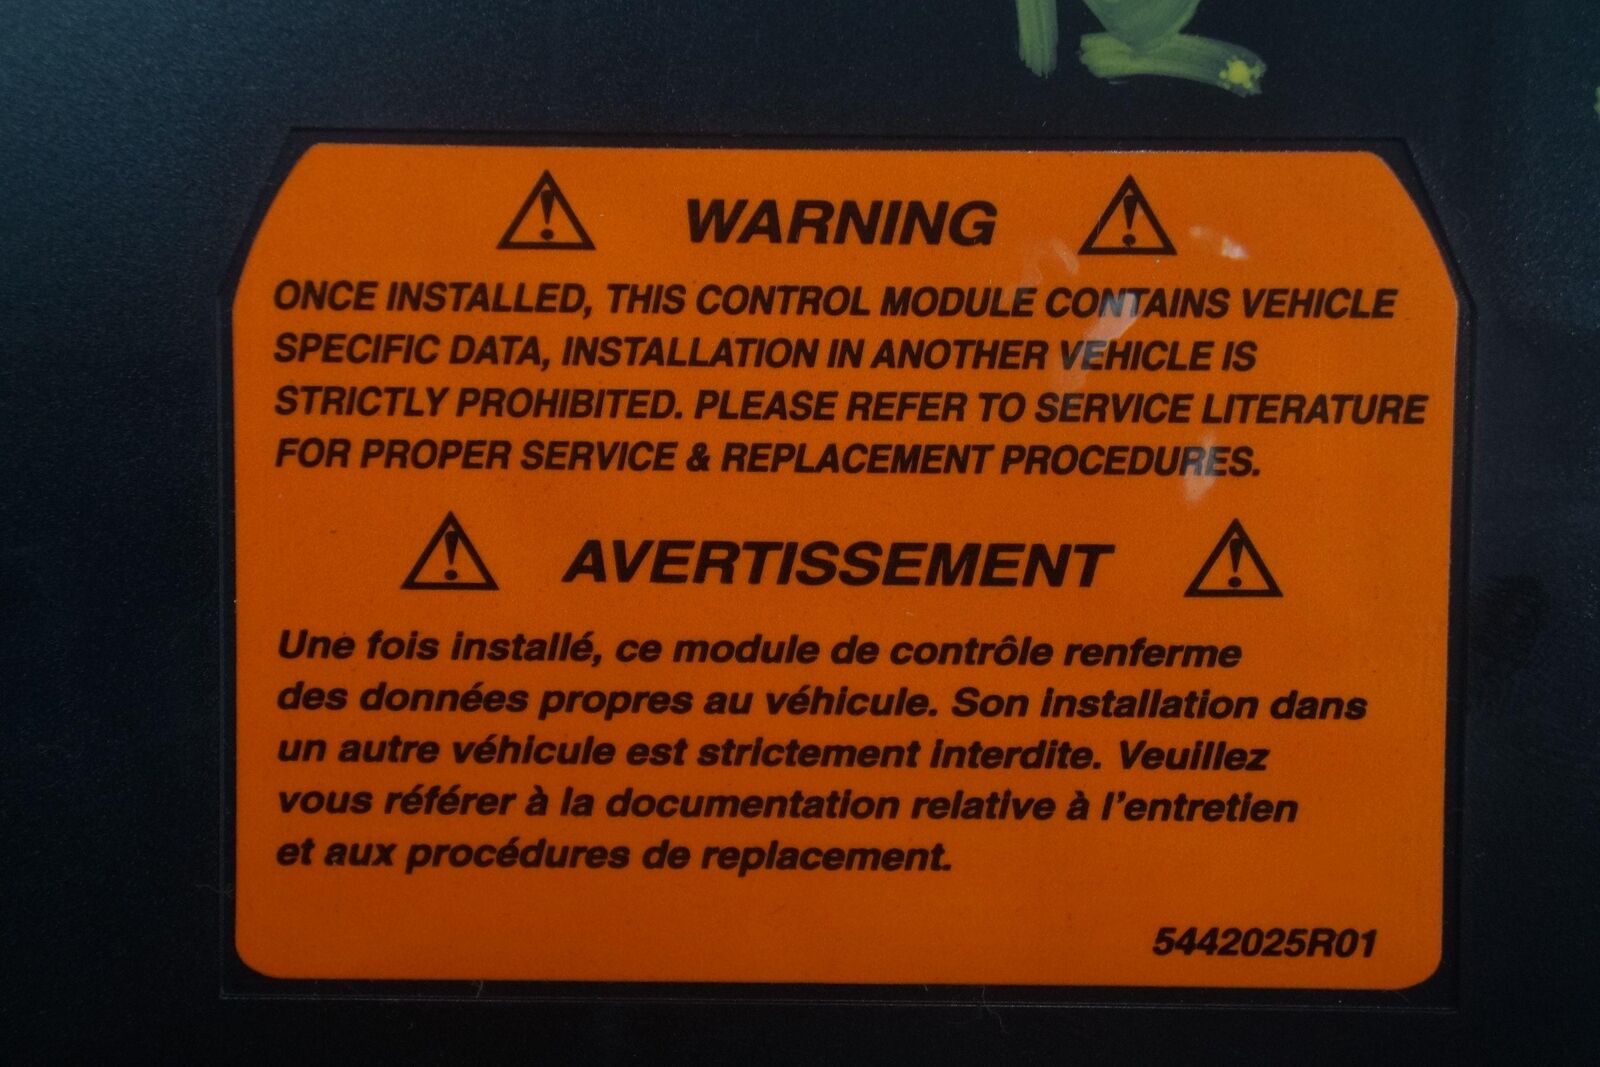 WARNING
ONCE INSTALLED, THIS CONTROL MODULE CONTAINS VEHICLE
SPECIFIC DATA, INSTALLATION IN ANOTHER VEHICLE IS
STRICTLY PROHIBITED. PLEASE REFER TO SERVICE LITERATURE
FOR PROPER SERVICE & REPLACEMENT PROCEDURES.
AVERTISSEMENT
Une fois installé, ce module de contrôle renferme
des données propres au véhicule. Son installation dans
un autre véhicule est strictement interdite. Veuillez
vous référer à la documentation relative à l'entretien
et aux procédures de replacement.
5442025R01